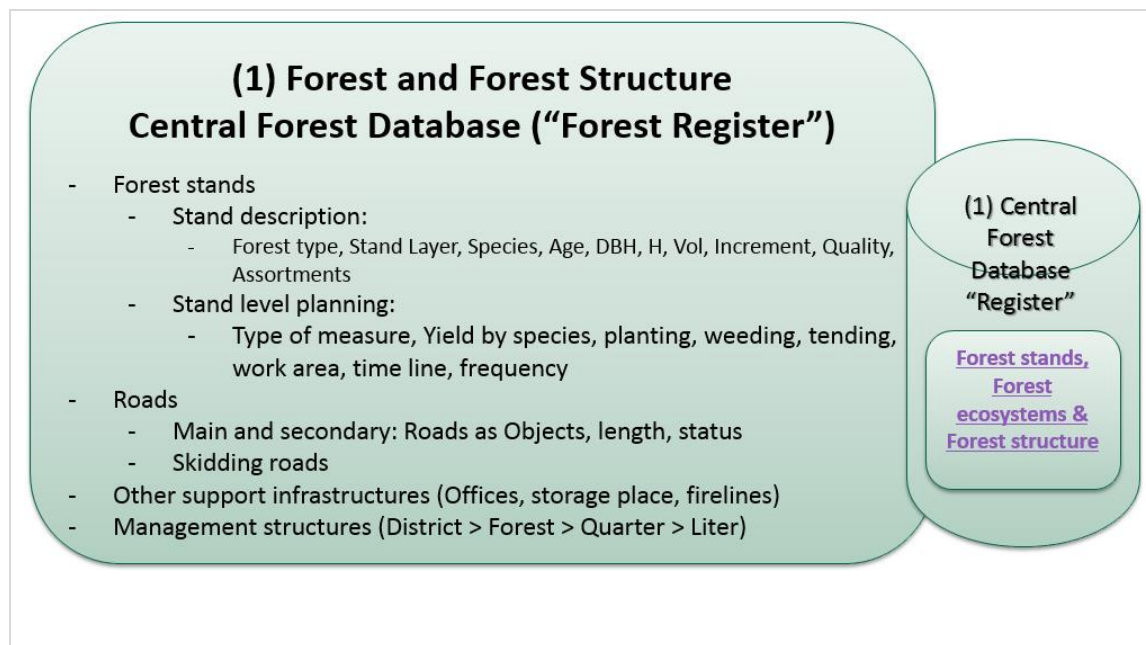 (1) Forest and Forest Structure
Central Forest Database (“Forest Register”)
- Forest stands
- Stand description:
- Forest type, Stand Layer, Species, Age, DBH, H, Vol, Increment, Quality,
Assortments
- Stand level planning:
- Type of measure, Yield by species, planting, weeding, tending,
work area, time line, frequency
- Roads
- Main and secondary: Roads as Objects, length, status
- Skidding roads
- Other support infrastructures (Offices, storage place, firelines)
- Management structures (District > Forest > Quarter > Liter)
(1) Central
Forest
Database
“Register”
Forest stands,
Forest
ecosystems &
Forest structure